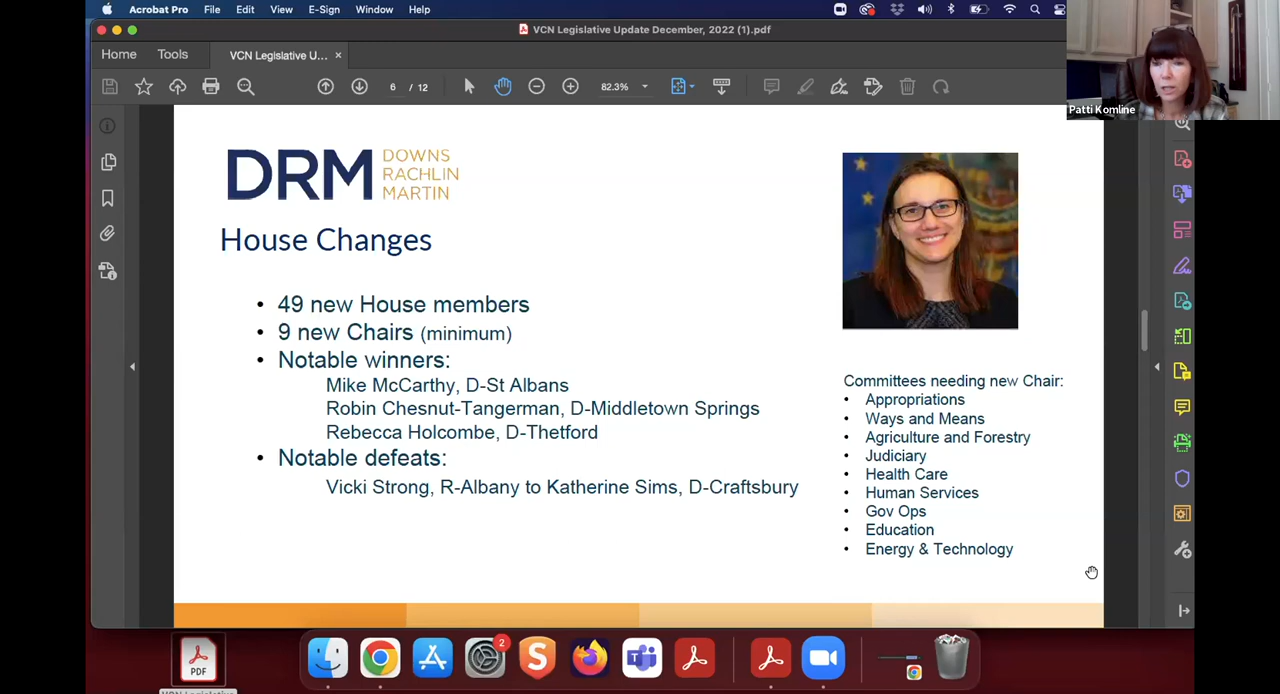 Acrobat Pro File Edit View E-Sign Window Help
VCN Legislative Update December, 2022 (1).pdf
Home Tools VCN Legislative U... ×
6 / 12 82.3%
Patti Komline
DRM DOWNS
RACHLIN
MARTIN
House Changes
• 49 new House members
• 9 new Chairs (minimum)
• Notable winners:
Mike McCarthy, D-St Albans
Robin Chesnut-Tangerman, D-Middletown Springs
Rebecca Holcombe, D-Thetford
• Notable defeats:
Vicki Strong, R-Albany to Katherine Sims, D-Craftsbury
Committees needing new Chair:
• Appropriations
• Ways and Means
• Agriculture and Forestry
• Judiciary
• Health Care
• Human Services
• Gov Ops
• Education
• Energy & Technology
2
PDF
VCN Legislative